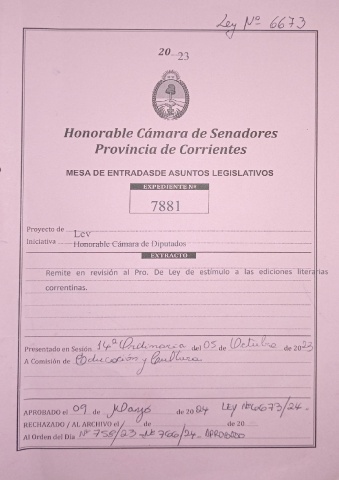 Ley Nº 6673
20 23
Honorable Cámara de Senadores
Provincia de Corrientes
MESA DE ENTRADASDE ASUNTOS LEGISLATIVOS
EXPEDIENTE Nº
7881
Proyecto de Ley
Iniciativa Honorable Cámara de Diputados
EXTRACTO
Remite en revisión al Pro. De Ley de estímulo a las ediciones literarias
correntinas.
Presentado en Sesión 14ª Ordinaria del 05 de Octubre de 2023
A Comisión de Educación y Cultura
APROBADO el 09 de Mayo de 2024 LEY Nº 6673/24-
RECHAZADO / AL ARCHIVO el de de 20
Al Orden del Día Nº 758/23 - Nº 766/24- APROBADO